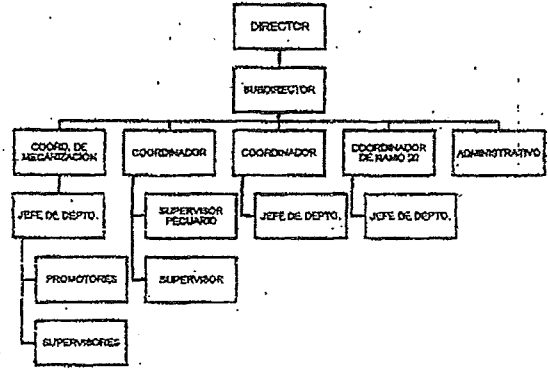 DIRECTOR
SUBDIRECTOR
COORD. DE
MECANIZACIÓN
COORDINADOR
COORDINADOR
COORDINADOR
DE RAMO 20
ADMINISTRATIVO
JEFE DE DEPTO.
SUPERVISOR
PECUARIO
JEFE DE DEPTO.
JEFE DE DEPTO.
PROMOTORES
SUPERVISOR
SUPERVISORES